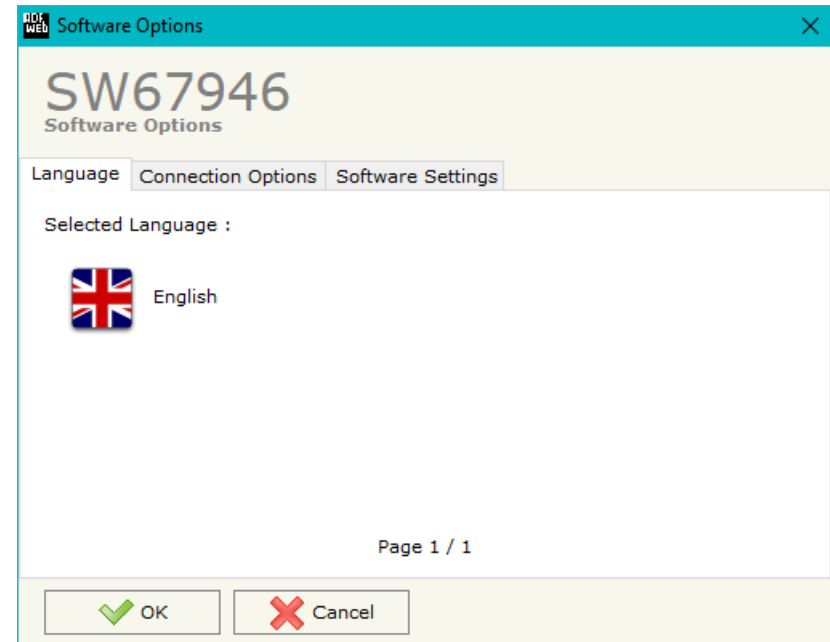 ADF
WEB
Software Options
SW67946
Software Options
Language Connection Options Software Settings
Selected Language :
English
Page 1 / 1
OK Cancel